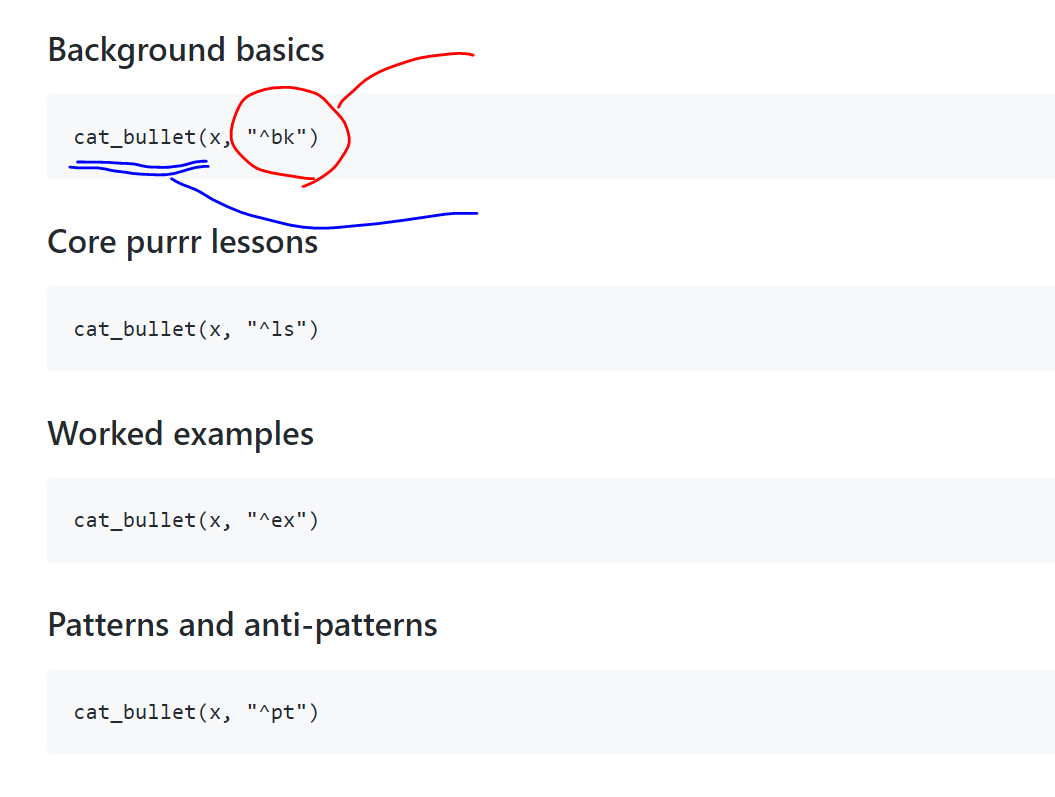 Background basics
cat_bullet(x, "^bk")
Core purrr lessons
cat_bullet(x, "^ls")
Worked examples
cat_bullet(x, "^ex")
Patterns and anti-patterns
cat_bullet(x, "^pt")